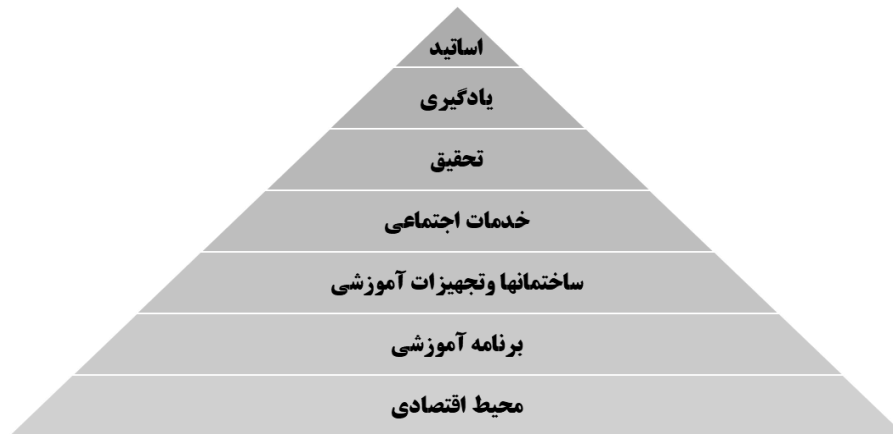 اساتید
یادگیری
تحقیق
خدمات اجتماعی
ساختمانها وتجهیزات آموزشی
برنامه آموزشی
محیط اقتصادی